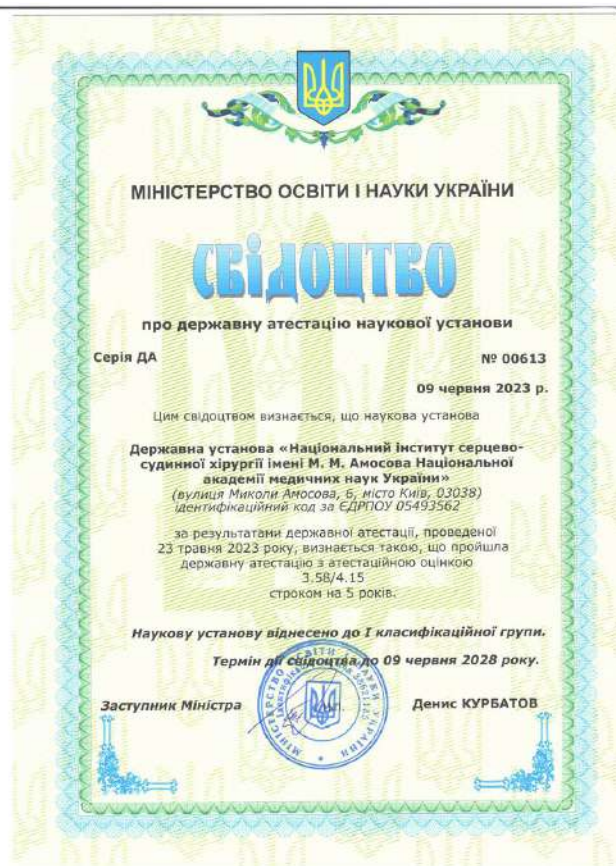 МІНІСТЕРСТВО ОСВІТИ І НАУКИ УКРАЇНИ
СВІДОЦТВО
про державну атестацію наукової установи
Серія ДА № 00613
09 червня 2023 р.
Цим свідоцтвом визнається, що наукова установа
Державна установа «Національний інститут серцево-
судинної хірургії імені М. М. Амосова Національної
академії медичних наук України»
(вулиця Миколи Амосова, 6, місто Київ, 03038)
ідентифікаційний код за ЄДРПОУ 05493562
за результатами державної атестації, проведеної
23 травня 2023 року, визнається такою, що пройшла
державну атестацію з атестаційною оцінкою
3.58/4.15
строком на 5 років.
Наукову установу віднесено до І класифікаційної групи.
Термін дії свідоцтва до 09 червня 2028 року.
Заступник Міністра Денис КУРБАТОВ
МІНІСТЕРСТВО ОСВІТИ І НАУКИ УКРАЇНИ